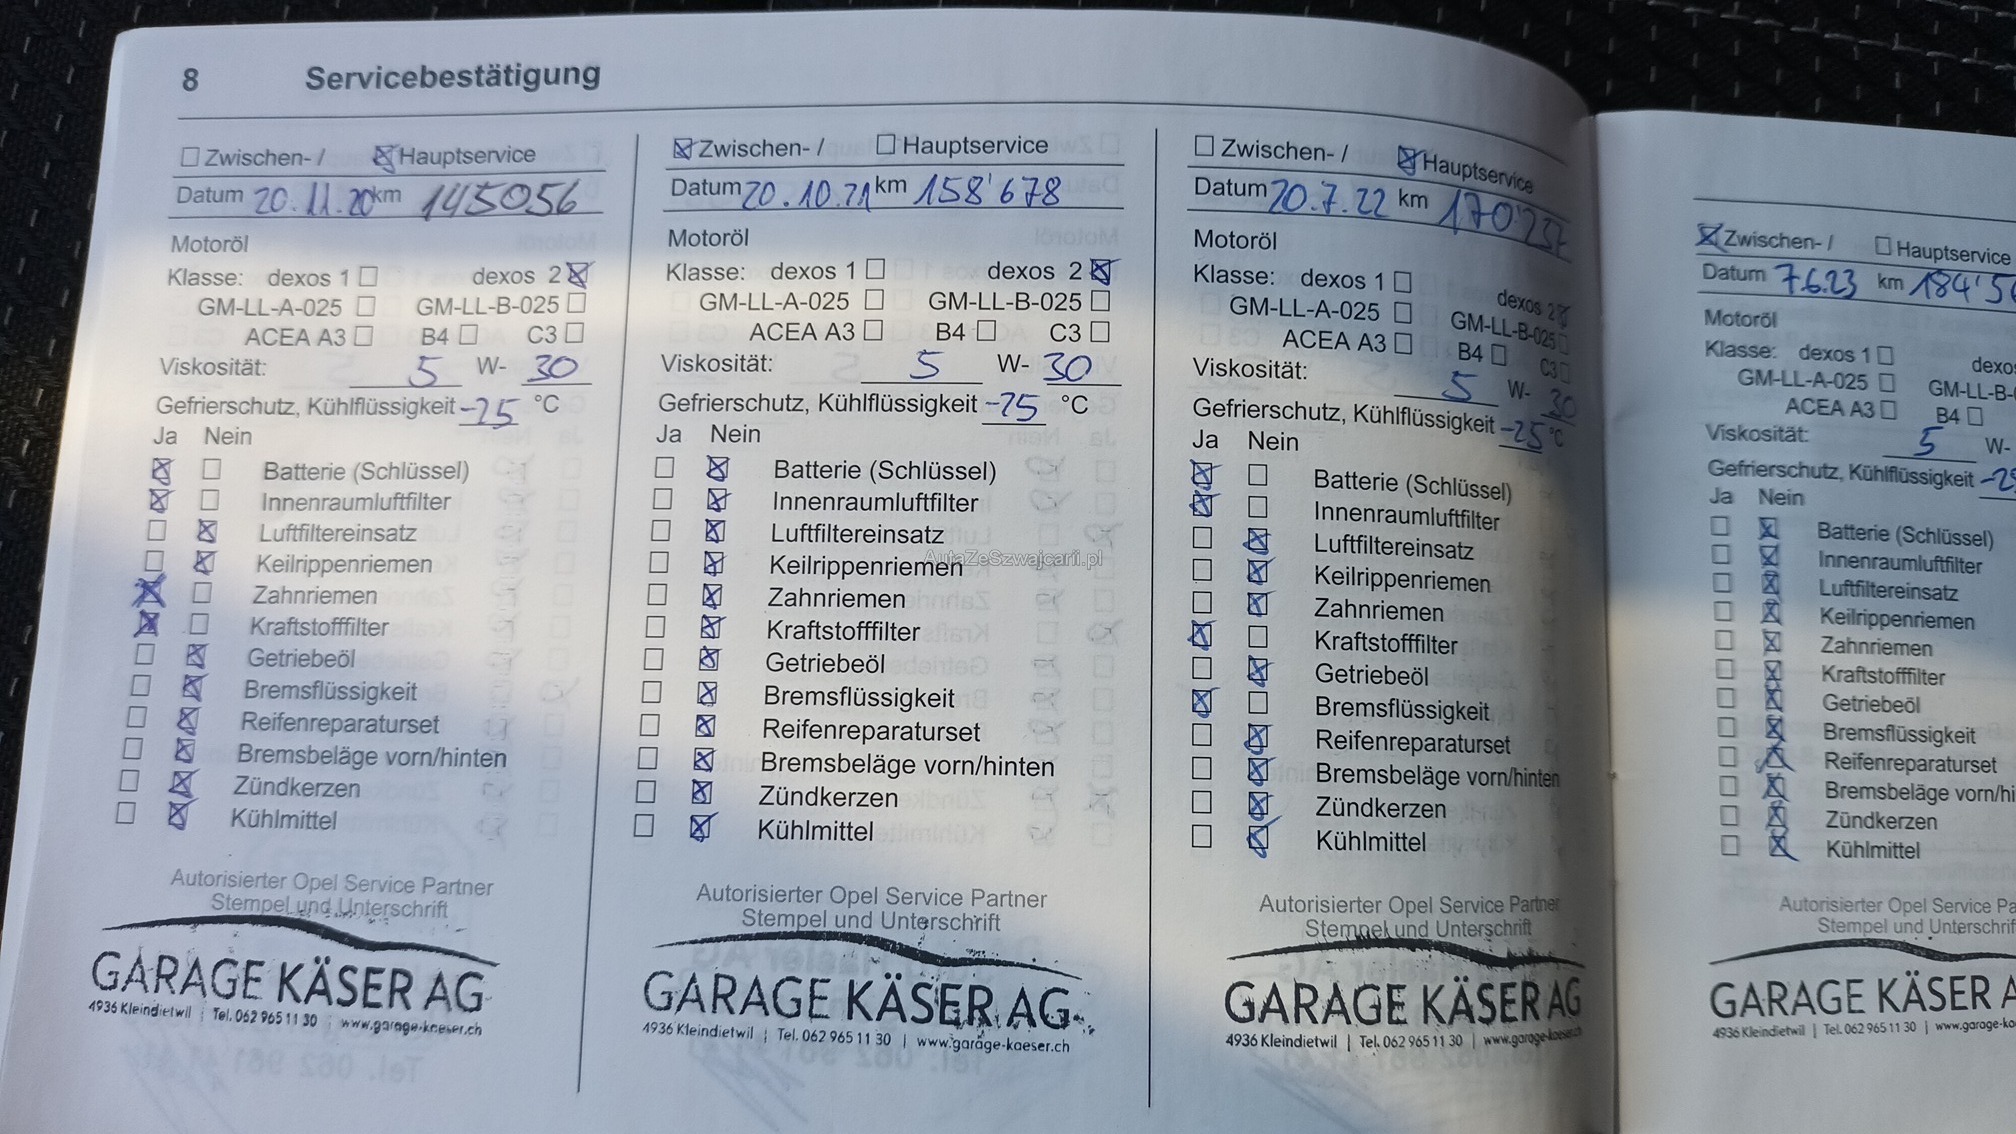 8 Servicebestätigung
☐ Zwischen- / ☒ Hauptservice
Datum 20.11.20 km 145056
Motoröl
Klasse: dexos 1 ☐ dexos 2 ☒
GM-LL-A-025 ☐ GM-LL-B-025 ☐
ACEA A3 ☐ B4 ☐ C3 ☐
Viskosität: 5 W- 30
Gefrierschutz, Kühlflüssigkeit -25 °C
Ja Nein
☒ ☐ Batterie (Schlüssel)
☒ ☐ Innenraumluftfilter
☐ ☒ Luftfiltereinsatz
☐ ☒ Keilrippenriemen
☒ ☐ Zahnriemen
☒ ☐ Kraftstofffilter
☐ ☒ Getriebeöl
☐ ☒ Bremsflüssigkeit
☐ ☒ Reifenreparaturset
☐ ☒ Bremsbeläge vorn/hinten
☐ ☒ Zündkerzen
☐ ☒ Kühlmittel
Autorisierter Opel Service Partner
Stempel und Unterschrift
GARAGE KÄSER AG
4936 Kleindietwil | Tel. 062 965 11 30 | www.garage-kaeser.ch
☒ Zwischen- / ☐ Hauptservice
Datum 20.10.21 km 158'678
Motoröl
Klasse: dexos 1 ☐ dexos 2 ☒
GM-LL-A-025 ☐ GM-LL-B-025 ☐
ACEA A3 ☐ B4 ☐ C3 ☐
Viskosität: 5 W- 30
Gefrierschutz, Kühlflüssigkeit -25 °C
Ja Nein
☐ ☒ Batterie (Schlüssel)
☐ ☒ Innenraumluftfilter
☐ ☒ Luftfiltereinsatz
AutaZeSzwajcarii.pl
☐ ☒ Keilrippenriemen
☐ ☒ Zahnriemen
☐ ☒ Kraftstofffilter
☐ ☒ Getriebeöl
☐ ☒ Bremsflüssigkeit
☐ ☒ Reifenreparaturset
☐ ☒ Bremsbeläge vorn/hinten
☐ ☒ Zündkerzen
☐ ☒ Kühlmittel
Autorisierter Opel Service Partner
Stempel und Unterschrift
GARAGE KÄSER AG
4936 Kleindietwil | Tel. 062 965 11 30 | www.garage-kaeser.ch
☐ Zwischen- / ☒ Hauptservice
Datum 20.7.22 km
Motoröl
Klasse: dexos 1 ☐ dexos 2 ☒
GM-LL-A-025 ☐ GM-LL-B-025 ☐
ACEA A3 ☐ B4 ☐ C3 ☐
Viskosität: 5 W- 30
Gefrierschutz, Kühlflüssigkeit -25 °C
Ja Nein
☒ ☐ Batterie (Schlüssel)
☒ ☐ Innenraumluftfilter
☐ ☒ Luftfiltereinsatz
☐ ☒ Keilrippenriemen
☐ ☒ Zahnriemen
☒ ☐ Kraftstofffilter
☐ ☒ Getriebeöl
☒ ☐ Bremsflüssigkeit
☐ ☒ Reifenreparaturset
☐ ☒ Bremsbeläge vorn/hinten
☐ ☒ Zündkerzen
☐ ☒ Kühlmittel
Autorisierter Opel Service Partner
Stempel und Unterschrift
GARAGE KÄSER AG
4936 Kleindietwil | Tel. 062 965 11 30 | www.garage-kaeser.ch
☒ Zwischen- / ☐ Hauptservice
Datum 7.6.23 km
Motoröl
Klasse: dexos 1 ☐
GM-LL-A-025 ☐ GM-LL-B-
ACEA A3 ☐ B4 ☐
Viskosität: 5 W-
Gefrierschutz, Kühlflüssigkeit
Ja Nein
☐ ☒ Batterie (Schlüssel)
☐ ☒ Innenraumluftfilter
☐ ☒ Luftfiltereinsatz
☐ ☒ Keilrippenriemen
☐ ☒ Zahnriemen
☐ ☒ Kraftstofffilter
☐ ☒ Getriebeöl
☐ ☒ Bremsflüssigkeit
☐ ☒ Reifenreparaturset
☐ ☒ Bremsbeläge
☐ ☒ Zündkerzen
☐ ☒ Kühlmittel
Autorisierter Opel Service
Stempel und
GARAGE KÄSER
4936 Kleindietwil | Tel. 062 965 11 30